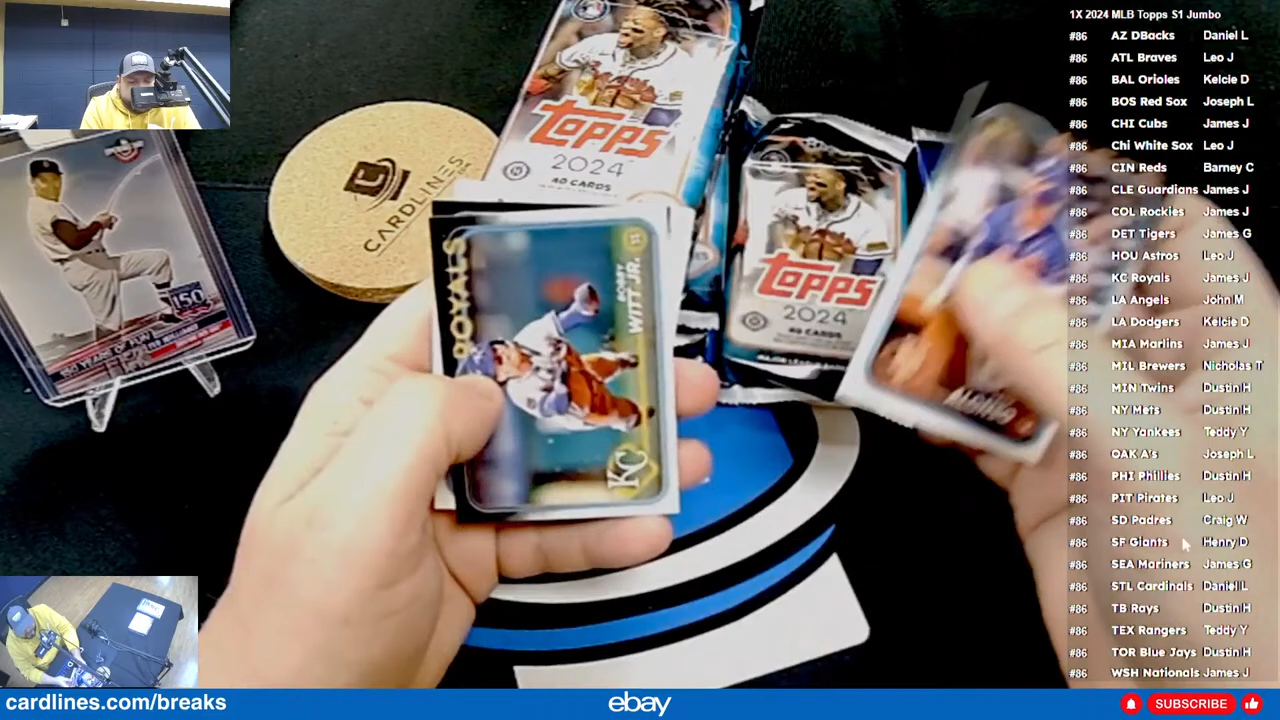 1X 2024 MLB Topps S1 Jumbo
#86 AZ DBacks Daniel L
#86 ATL Braves Leo J
#86 BAL Orioles Kelcie D
#86 BOS Red Sox Joseph L
#86 CHI Cubs James J
#86 Chi White Sox Leo J
#86 CIN Reds Barney C
#86 CLE Guardians James J
#86 COL Rockies James J
#86 DET Tigers James G
#86 HOU Astros Leo J
#86 KC Royals James J
#86 LA Angels John M
#86 LA Dodgers Kelcie D
#86 MIA Marlins James J
#86 MIL Brewers Nicholas T
#86 MIN Twins Dustin H
#86 NY Mets Dustin H
#86 NY Yankees Teddy Y
#86 OAK A's Joseph L
#86 PHI Phillies Dustin H
#86 PIT Pirates Leo J
#86 SD Padres Craig W
#86 SF Giants Henry D
#86 SEA Mariners James G
#86 STL Cardinals Daniel L
#86 TB Rays Dustin H
#86 TEX Rangers Teddy Y
#86 TOR Blue Jays Dustin H
#86 WSH Nationals James J
TOPPS
2024
40 CARDS
TOPPS
2024
40 CARDS
MAJOR LEAGUE
CARDLINES
150
150 YEARS OF FUN
ROYALS
BOBBY
WITT JR.
KC
cardlines.com/breaks
ebay
SUBSCRIBE